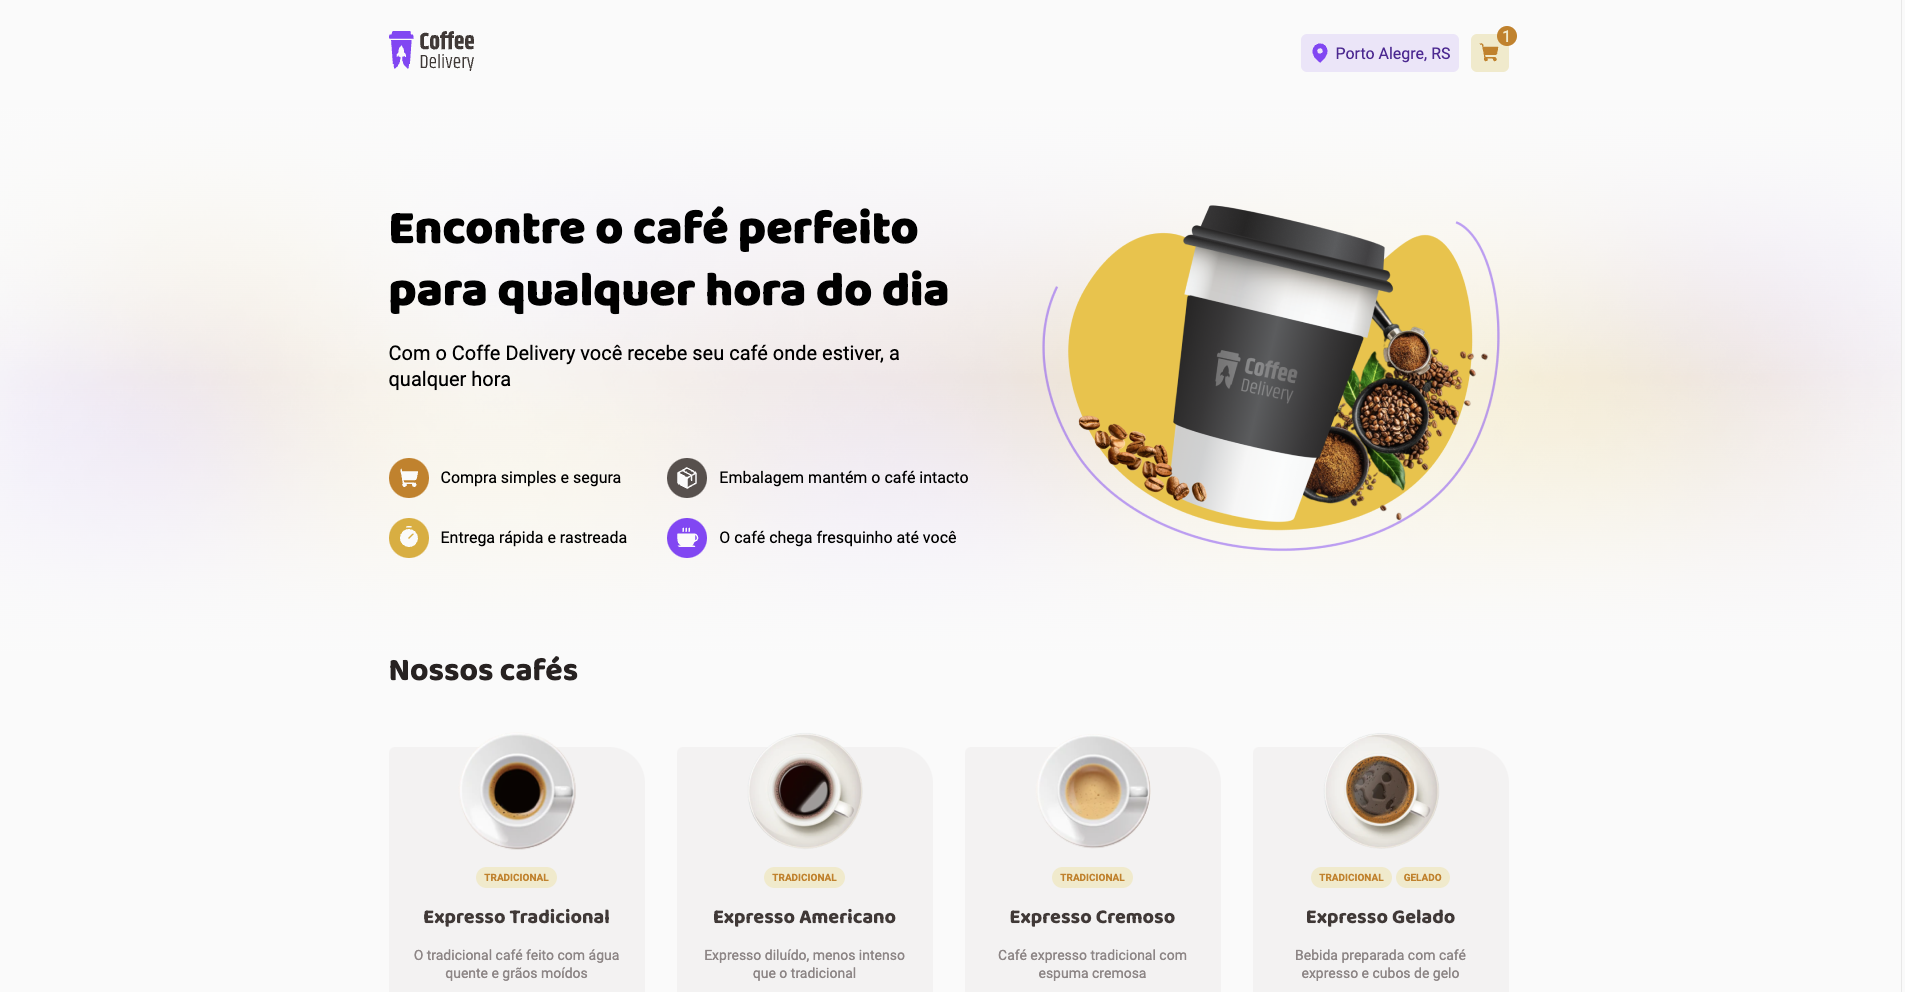 Coffee
Delivery
Porto Alegre, RS
1
Encontre o café perfeito
para qualquer hora do dia
Com o Coffe Delivery você recebe seu café onde estiver, a
qualquer hora
Compra simples e segura
Embalagem mantém o café intacto
Entrega rápida e rastreada
O café chega fresquinho até você
Coffee
Delivery
Nossos cafés
TRADICIONAL
Expresso Tradicional
O tradicional café feito com água
quente e grãos moídos
TRADICIONAL
Expresso Americano
Expresso diluído, menos intenso
que o tradicional
TRADICIONAL
Expresso Cremoso
Café expresso tradicional com
espuma cremosa
TRADICIONAL GELADO
Expresso Gelado
Bebida preparada com café
expresso e cubos de gelo